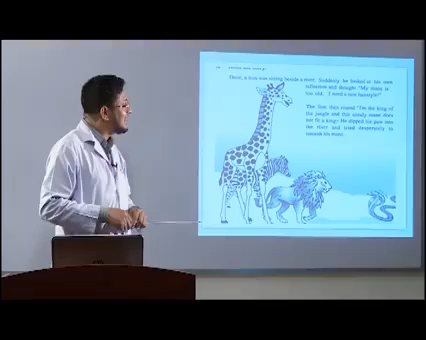 Once, a lion was sitting beside a river. Suddenly he looked at his own
reflection and thought "My mane is
too old. I need a new hairstyle!"
The lion then roared "I'm the king of
the jungle and this untidy mane does
not fit a king! He dipped his paw into
the river and tried desperately to
smooth his mane.